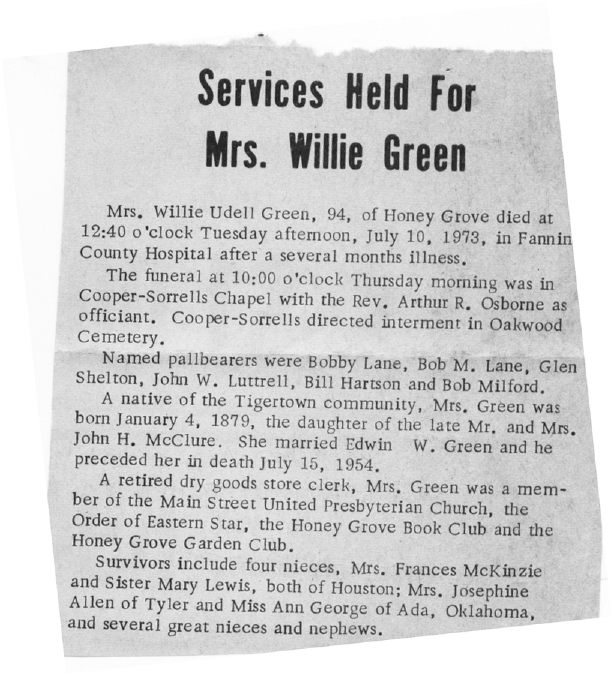 Services Held For
Mrs. Willie Green
Mrs. Willie Udell Green, 94, of Honey Grove died at
12:40 o'clock Tuesday afternoon, July 10, 1973, in Fannin
County Hospital after a several months illness.
The funeral at 10:00 o'clock Thursday morning was in
Cooper-Sorrells Chapel with the Rev. Arthur R. Osborne as
officiant. Cooper-Sorrells directed interment in Oakwood
Cemetery.
Named pallbearers were Bobby Lane, Bob M. Lane, Glen
Shelton, John W. Luttrell, Bill Hartson and Bob Milford.
A native of the Tigertown community, Mrs. Green was
born January 4, 1879, the daughter of the late Mr. and Mrs.
John H. McClure. She married Edwin W. Green and he
preceded her in death July 15, 1954.
A retired dry goods store clerk, Mrs. Green was a mem-
ber of the Main Street United Presbyterian Church, the
Order of Eastern Star, the Honey Grove Book Club and the
Honey Grove Garden Club.
Survivors include four nieces, Mrs. Frances McKinzie
and Sister Mary Lewis, both of Houston; Mrs. Josephine
Allen of Tyler and Miss Ann George of Ada, Oklahoma,
and several great nieces and nephews.